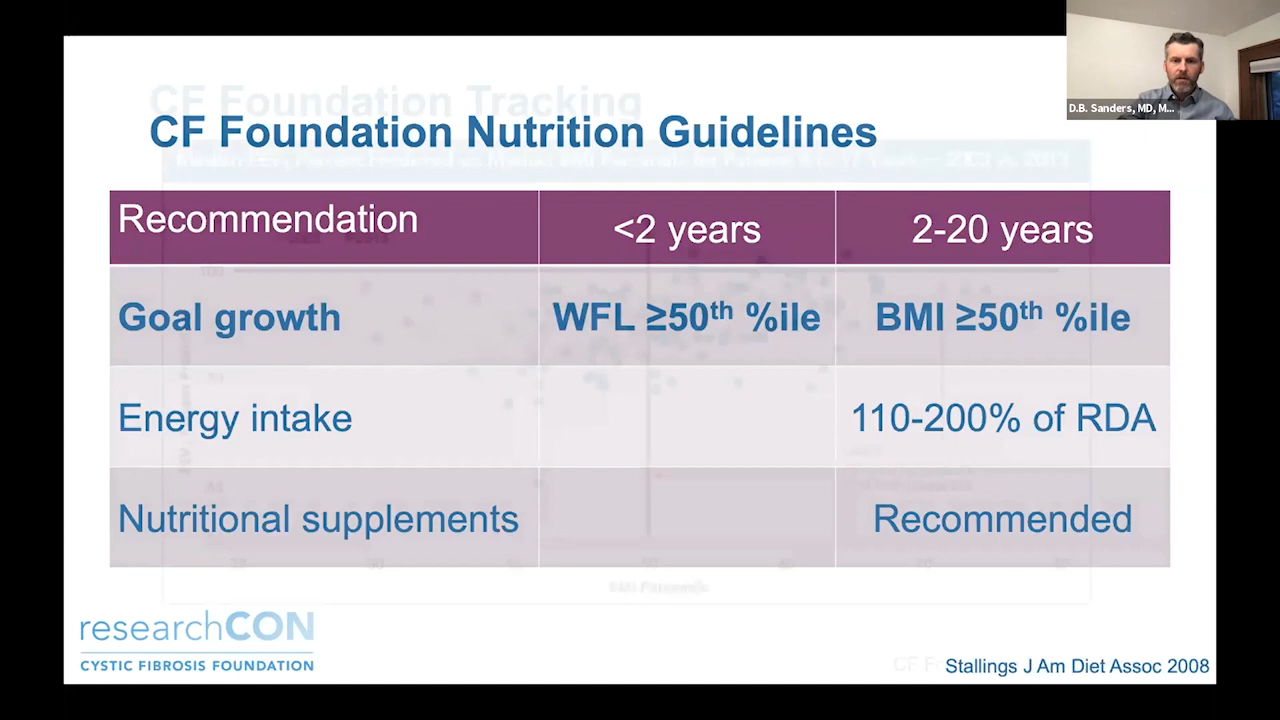 D.B. Sanders, MD, M...
CF Foundation Tracking
CF Foundation Nutrition Guidelines
Recommendation <2 years 2-20 years
Goal growth WFL ≥50th %ile BMI ≥50th %ile
Energy intake 110-200% of RDA
Nutritional supplements Recommended
researchCON
CYSTIC FIBROSIS FOUNDATION
Stallings J Am Diet Assoc 2008